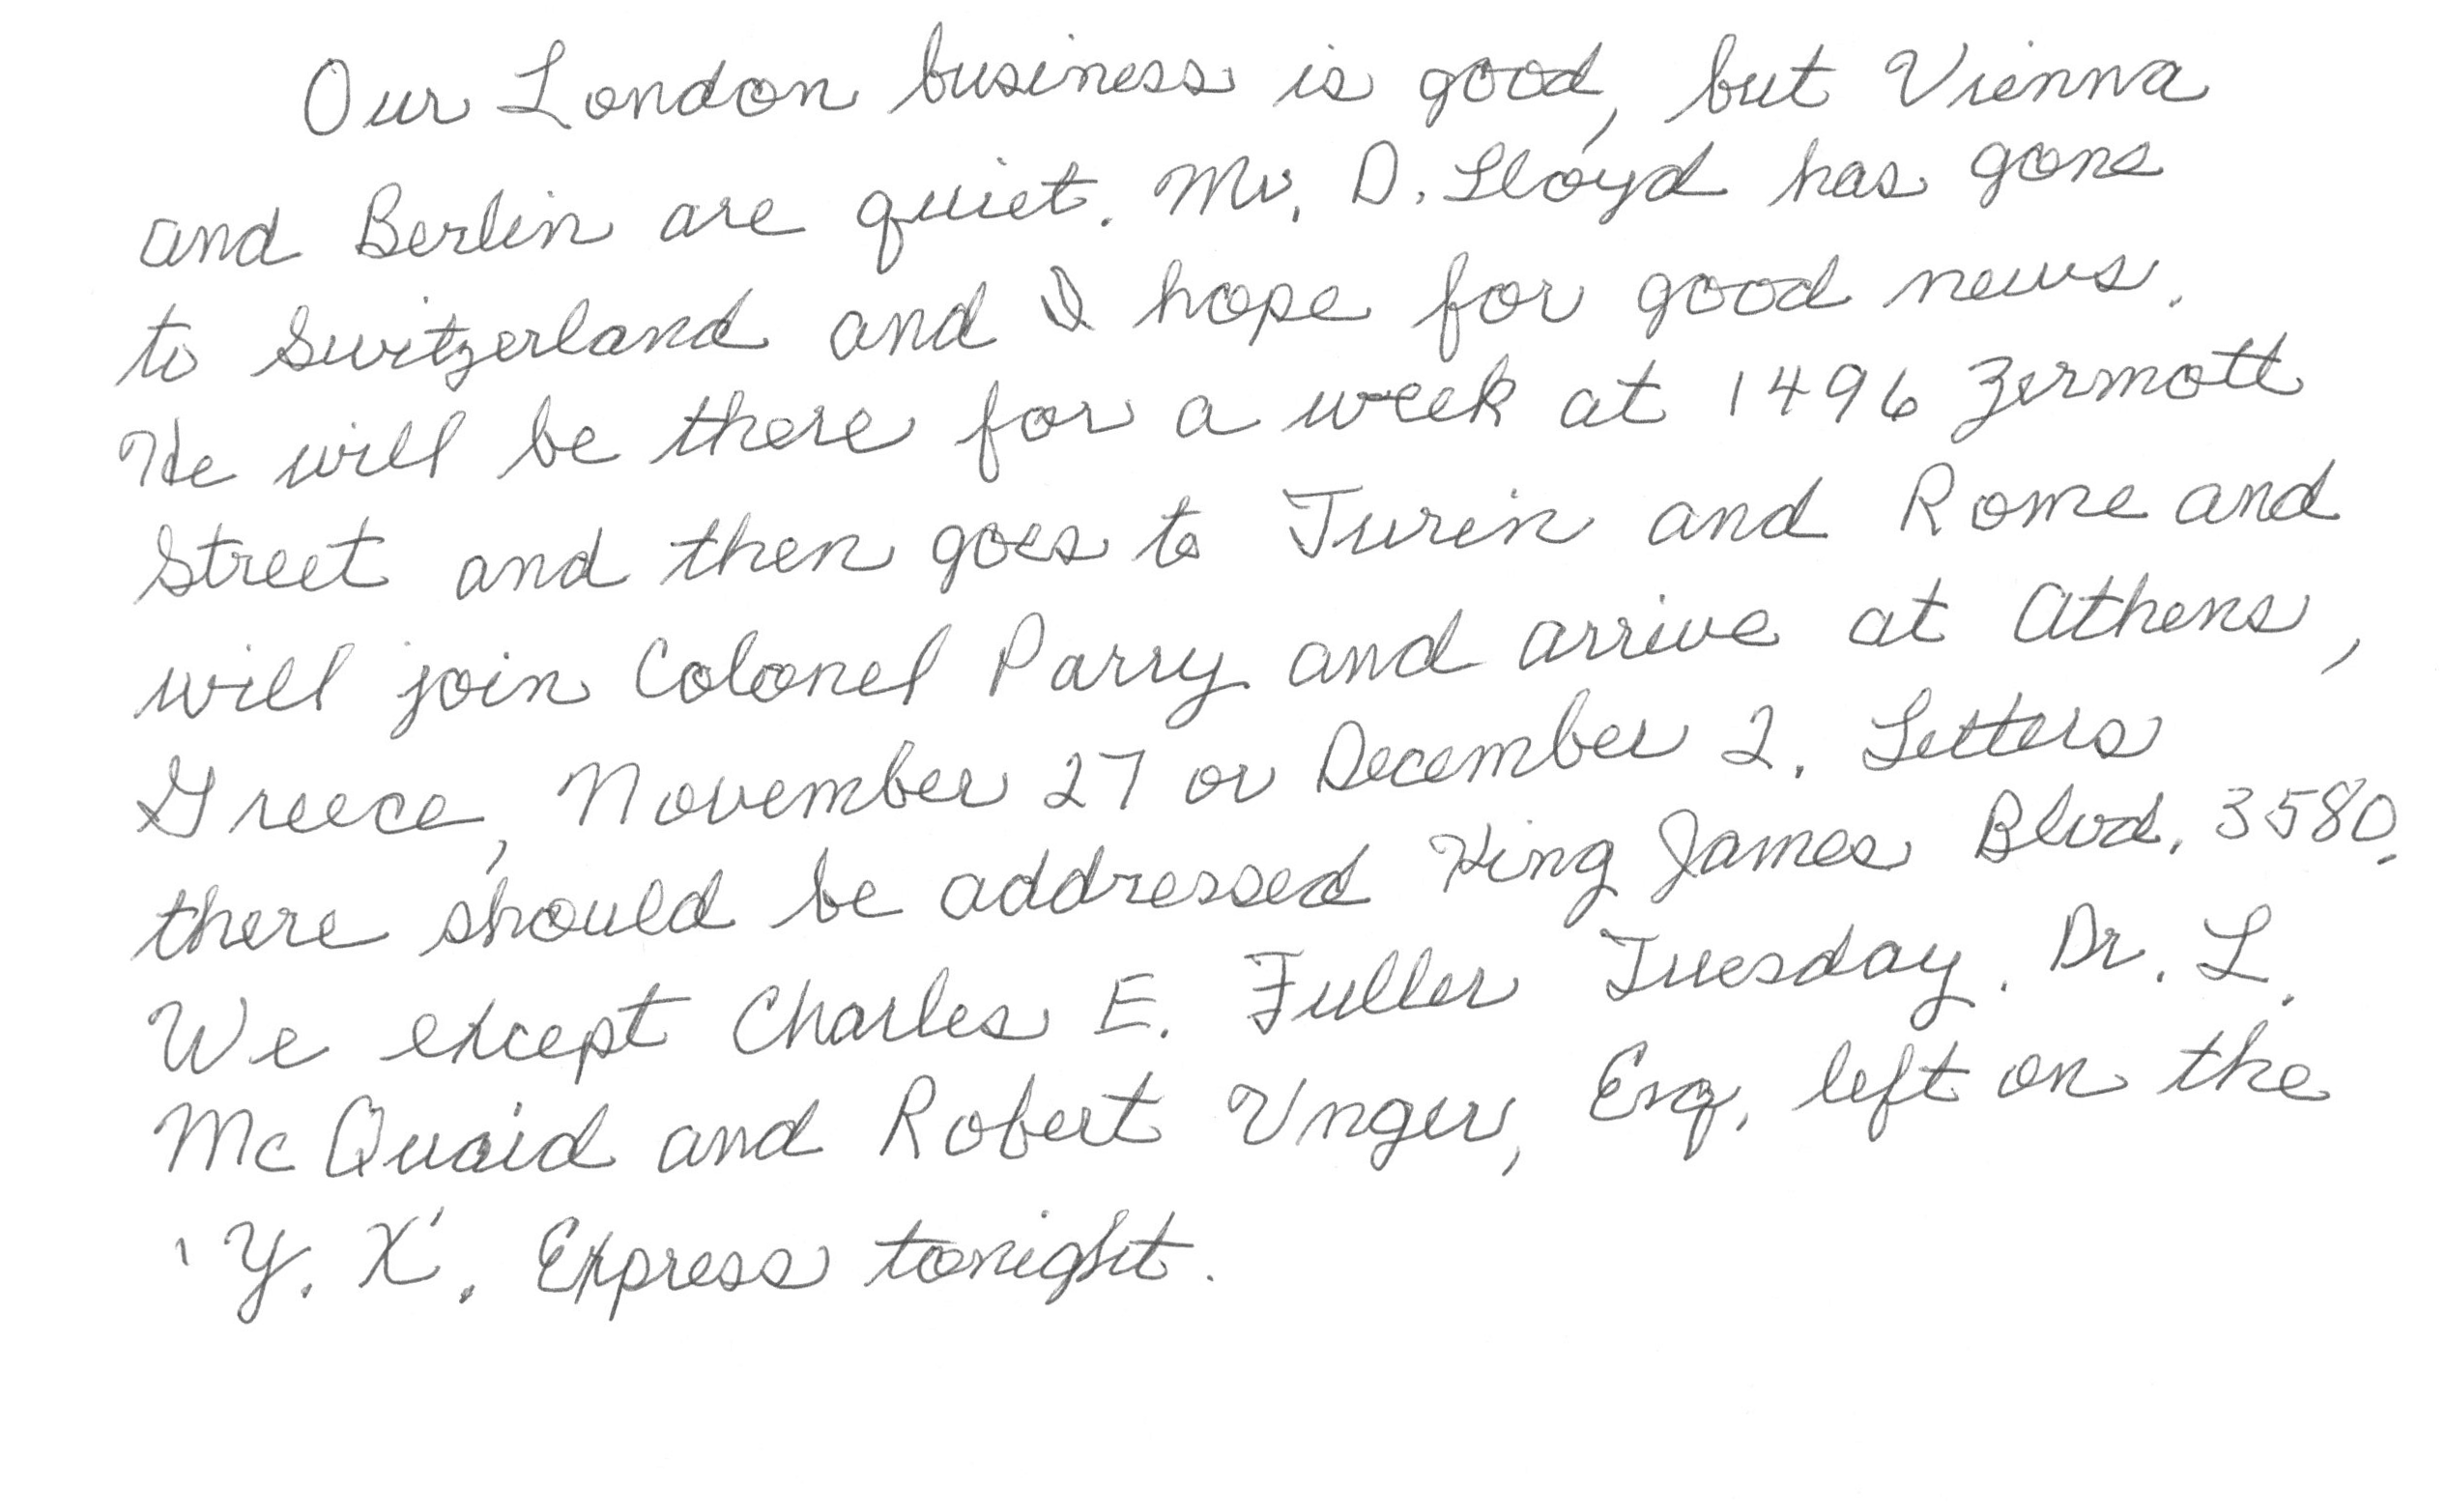 Our London business is good, but Vienna
and Berlin are quiet. Mr. D. Lloyd has gone
to Switzerland and I hope for good news.
He will be there for a week at 1496 Zermott
Street and then goes to Turin and Rome and
will join Colonel Parry and arrive at Athens,
Greece, November 27 or December 2. Letters
there should be addressed King James Blvd. 3580.
We except Charles E. Fuller Tuesday. Dr. L.
McQuaid and Robert Unger, Esq. left on the
'Y. X.' Express tonight.